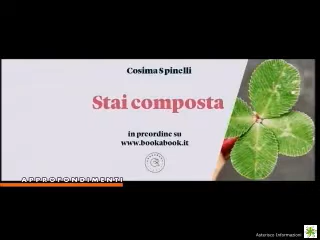 Cosima Spinelli
Stai composta
in preordine su
www.bookabook.it
APPROFONDIMENTI
Asterisco Informazioni